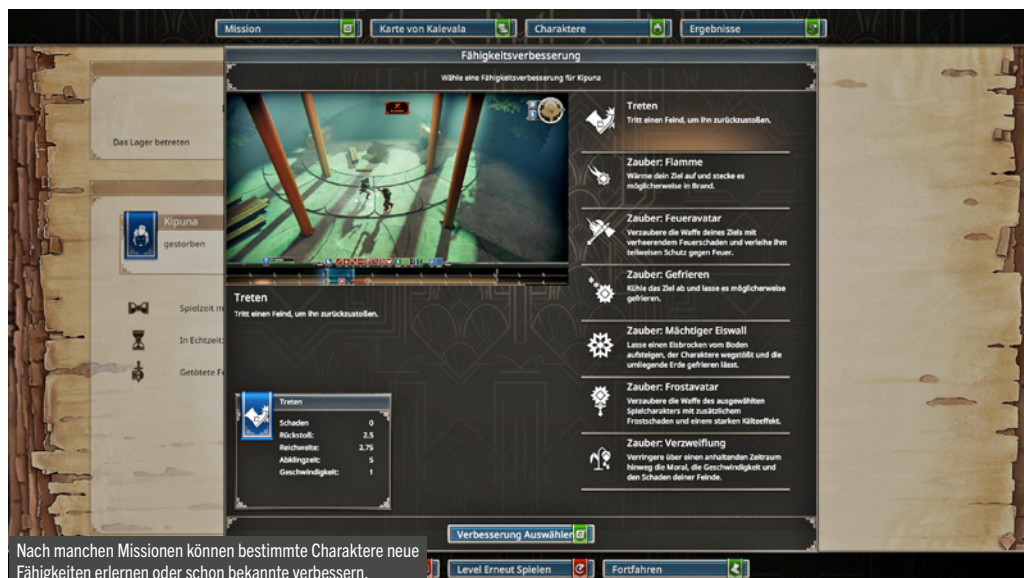 Mission
Karte von Kalevala
Charaktere
Ergebnisse
Fähigkeitsverbesserung
Wähle eine Fähigkeitsverbesserung für Kipuna
Das Lager betreten
Kipuna
gestorben
Spielzeit m
In Echtzeit:
Getötete Fe
Treten
Tritt einen Feind, um ihn zurückzustoßen.
Treten
Schaden 0
Rückstoß: 2.5
Reichweite: 2.75
Abklingzeit: 5
Geschwindigkeit: 1
Treten
Tritt einen Feind, um ihn zurückzustoßen.
Zauber: Flamme
Wärme dein Ziel auf und stecke es
möglicherweise in Brand.
Zauber: Feueravatar
Verzaubere die Waffe deines Ziels mit
verheerendem Feuerschaden und verleihe ihm
teilweisen Schutz gegen Feuer.
Zauber: Gefrieren
Kühle das Ziel ab und lasse es möglicherweise
gefrieren.
Zauber: Mächtiger Eiswall
Lasse einen Eisbrocken vom Boden
aufsteigen, der Charaktere wegstößt und die
umliegende Erde gefrieren lässt.
Zauber: Frostavatar
Verzaubere die Waffe des ausgewählten
Spielcharakters mit zusätzlichem
Frostschaden und einem starken Kälteeffekt.
Zauber: Verzweiflung
Verringere über einen anhaltenden Zeitraum
hinweg die Moral, die Geschwindigkeit und
den Schaden deiner Feinde.
Verbesserung Auswählen
Level Erneut Spielen
Fortfahren
Nach manchen Missionen können bestimmte Charaktere neue
Fähigkeiten erlernen oder schon bekannte verbessern.